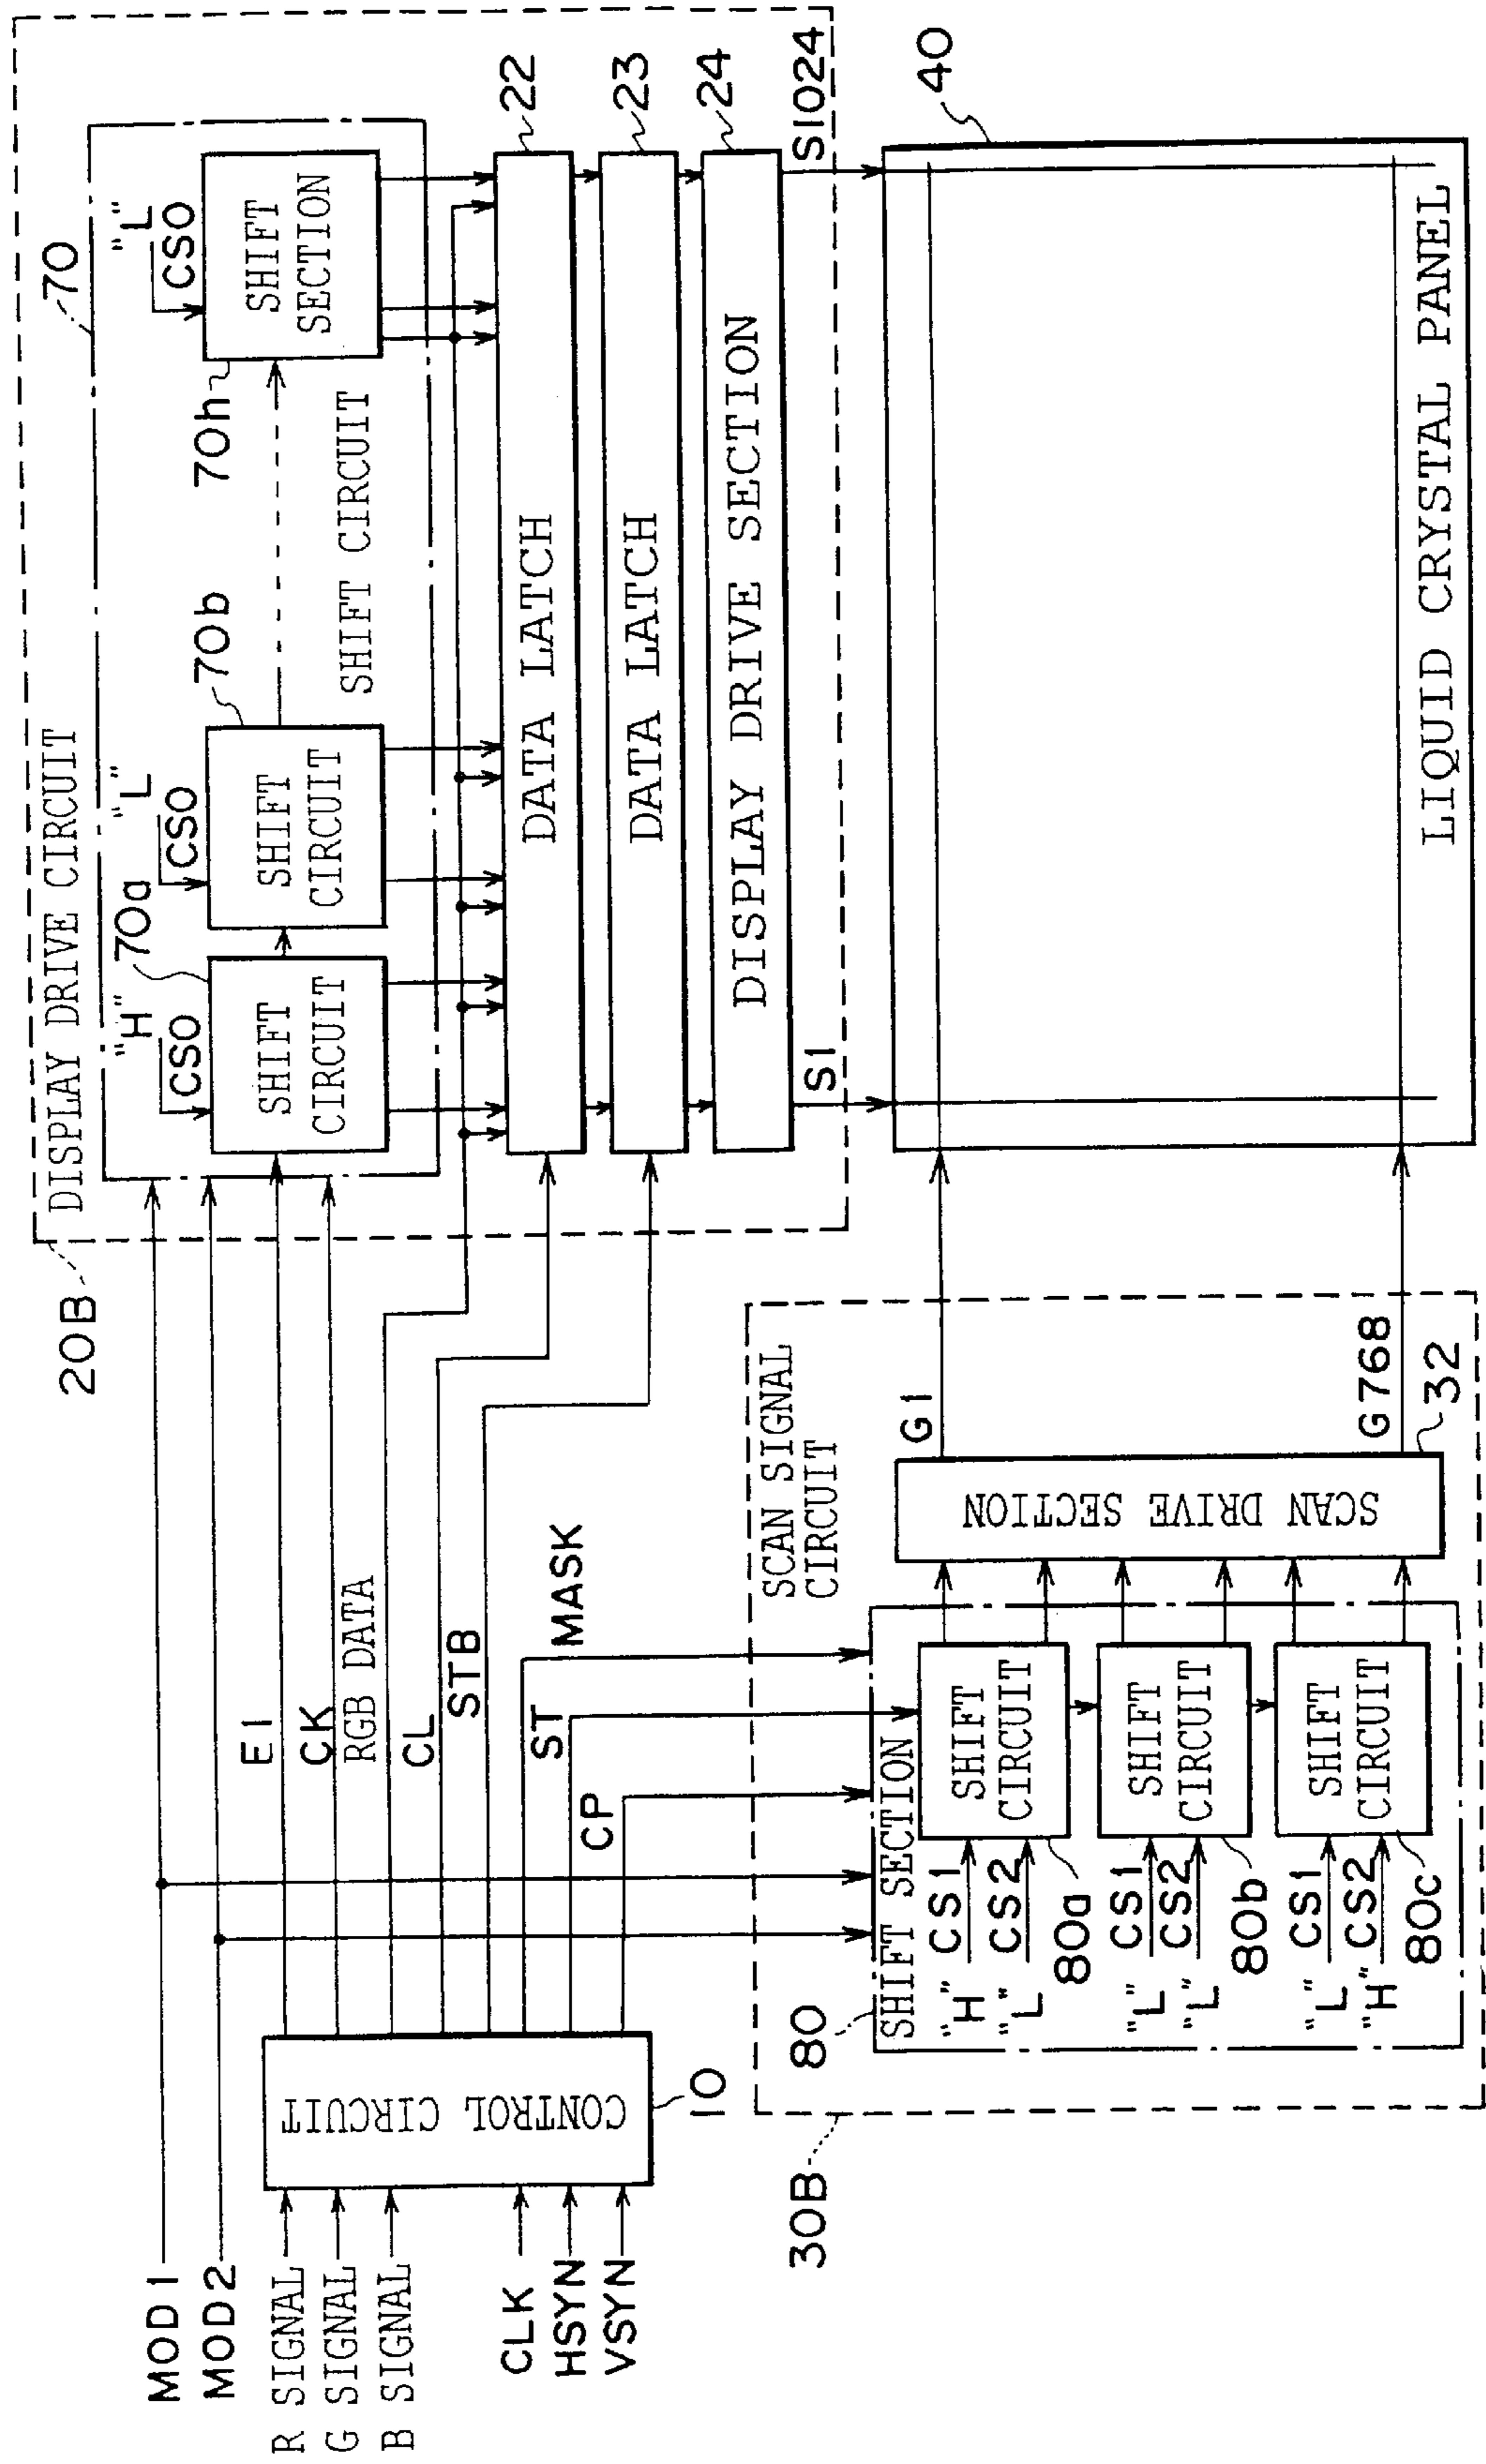 MOD1
MOD2
R SIGNAL
G SIGNAL
B SIGNAL
CLK
HSYN
VSYN
CONTROL CIRCUIT
10
EI
CK
RGB DATA
CL
STB
ST
MASK
CP
20B
DISPLAY DRIVE CIRCUIT
70
"H"
CSO
70a
SHIFT
CIRCUIT
"L"
CSO
70b
SHIFT
CIRCUIT
"L"
CSO
70h
SHIFT
SECTION
SHIFT CIRCUIT
DATA LATCH
22
DATA LATCH
23
DISPLAY DRIVE SECTION
24
S1
S1024
40
LIQUID CRYSTAL PANEL
30B
SCAN SIGNAL
CIRCUIT
80
SHIFT SECTION
"H" CS1
"L" CS2
80a
SHIFT
CIRCUIT
"L" CS1
"L" CS2
80b
SHIFT
CIRCUIT
"L" CS1
"H" CS2
80c
SHIFT
CIRCUIT
SCAN DRIVE SECTION
32
G1
G768